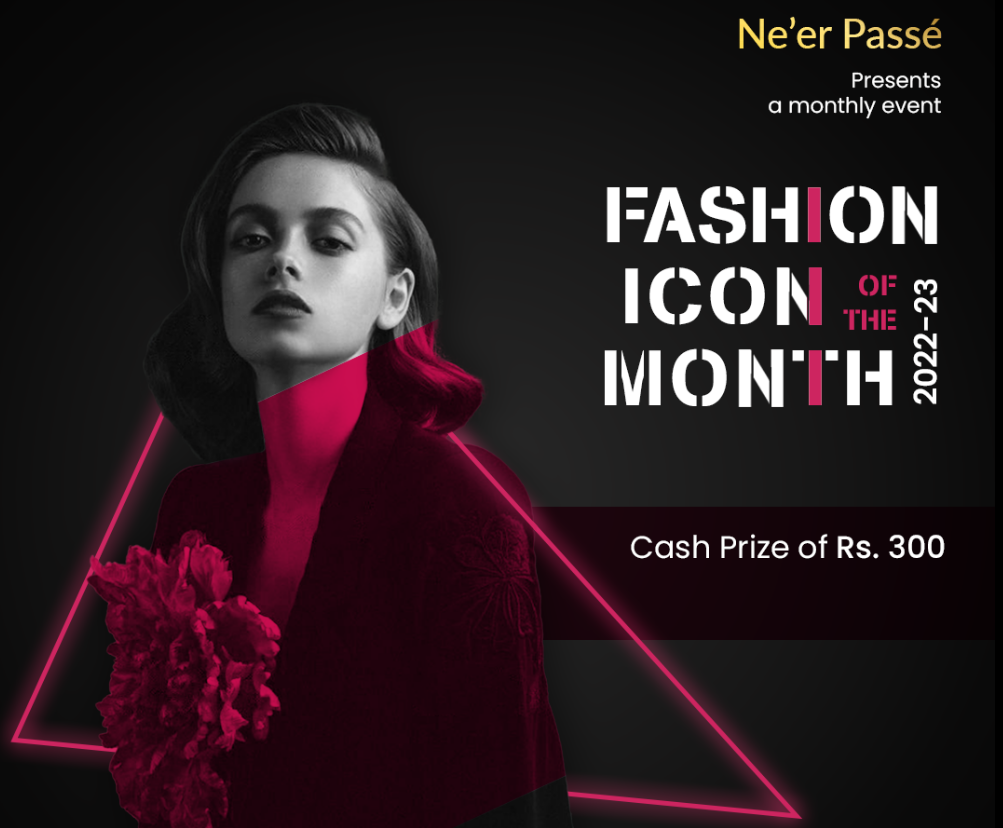 Ne’er Passé
Presents
a monthly event
FASHION
ICON OF THE
MONTH
2022-23
Cash Prize of Rs. 300